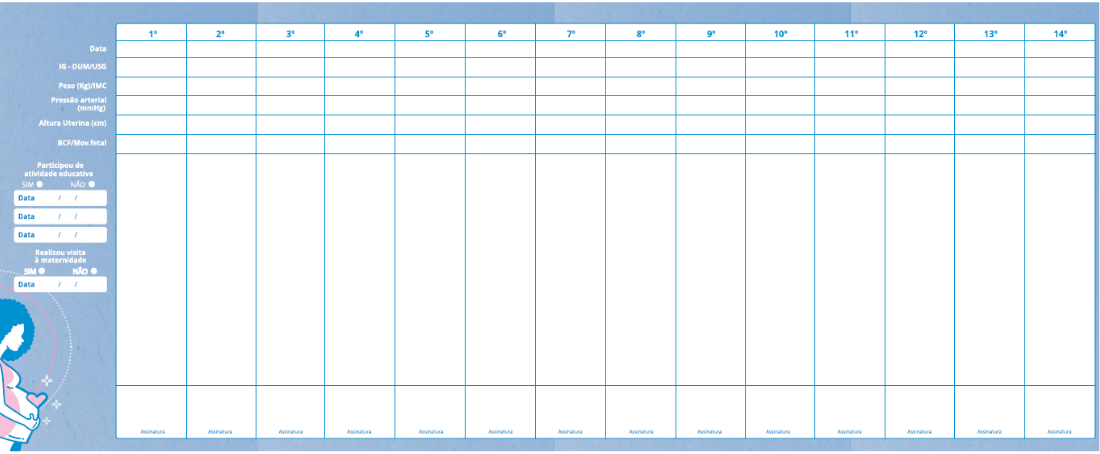 1º 2º 3º 4º 5º 6º 7º 8º 9º 10º 11º 12º 13º 14º
Data
IG - DUM/USG
Peso (Kg)/IMC
Pressão arterial
(mmHg)
Altura Uterina (cm)
BCF/Mov.fetal
Participou de
atividade educativa
SIM NÃO
Data / /
Data / /
Data / /
Realizou visita
à maternidade
SIM NÃO
Data / /
Assinatura Assinatura Assinatura Assinatura Assinatura Assinatura Assinatura Assinatura Assinatura Assinatura Assinatura Assinatura Assinatura Assinatura